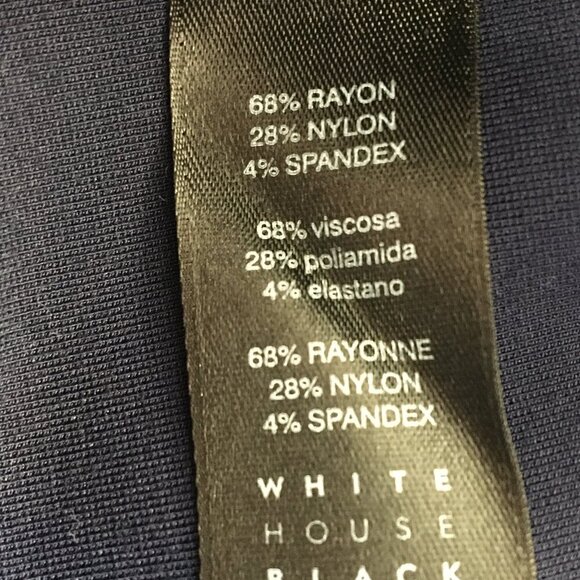 68% RAYON
28% NYLON
4% SPANDEX
68% viscosa
28% poliamida
4% elastano
68% RAYONNE
28% NYLON
4% SPANDEX
WHITE
HOUSE
BLACK